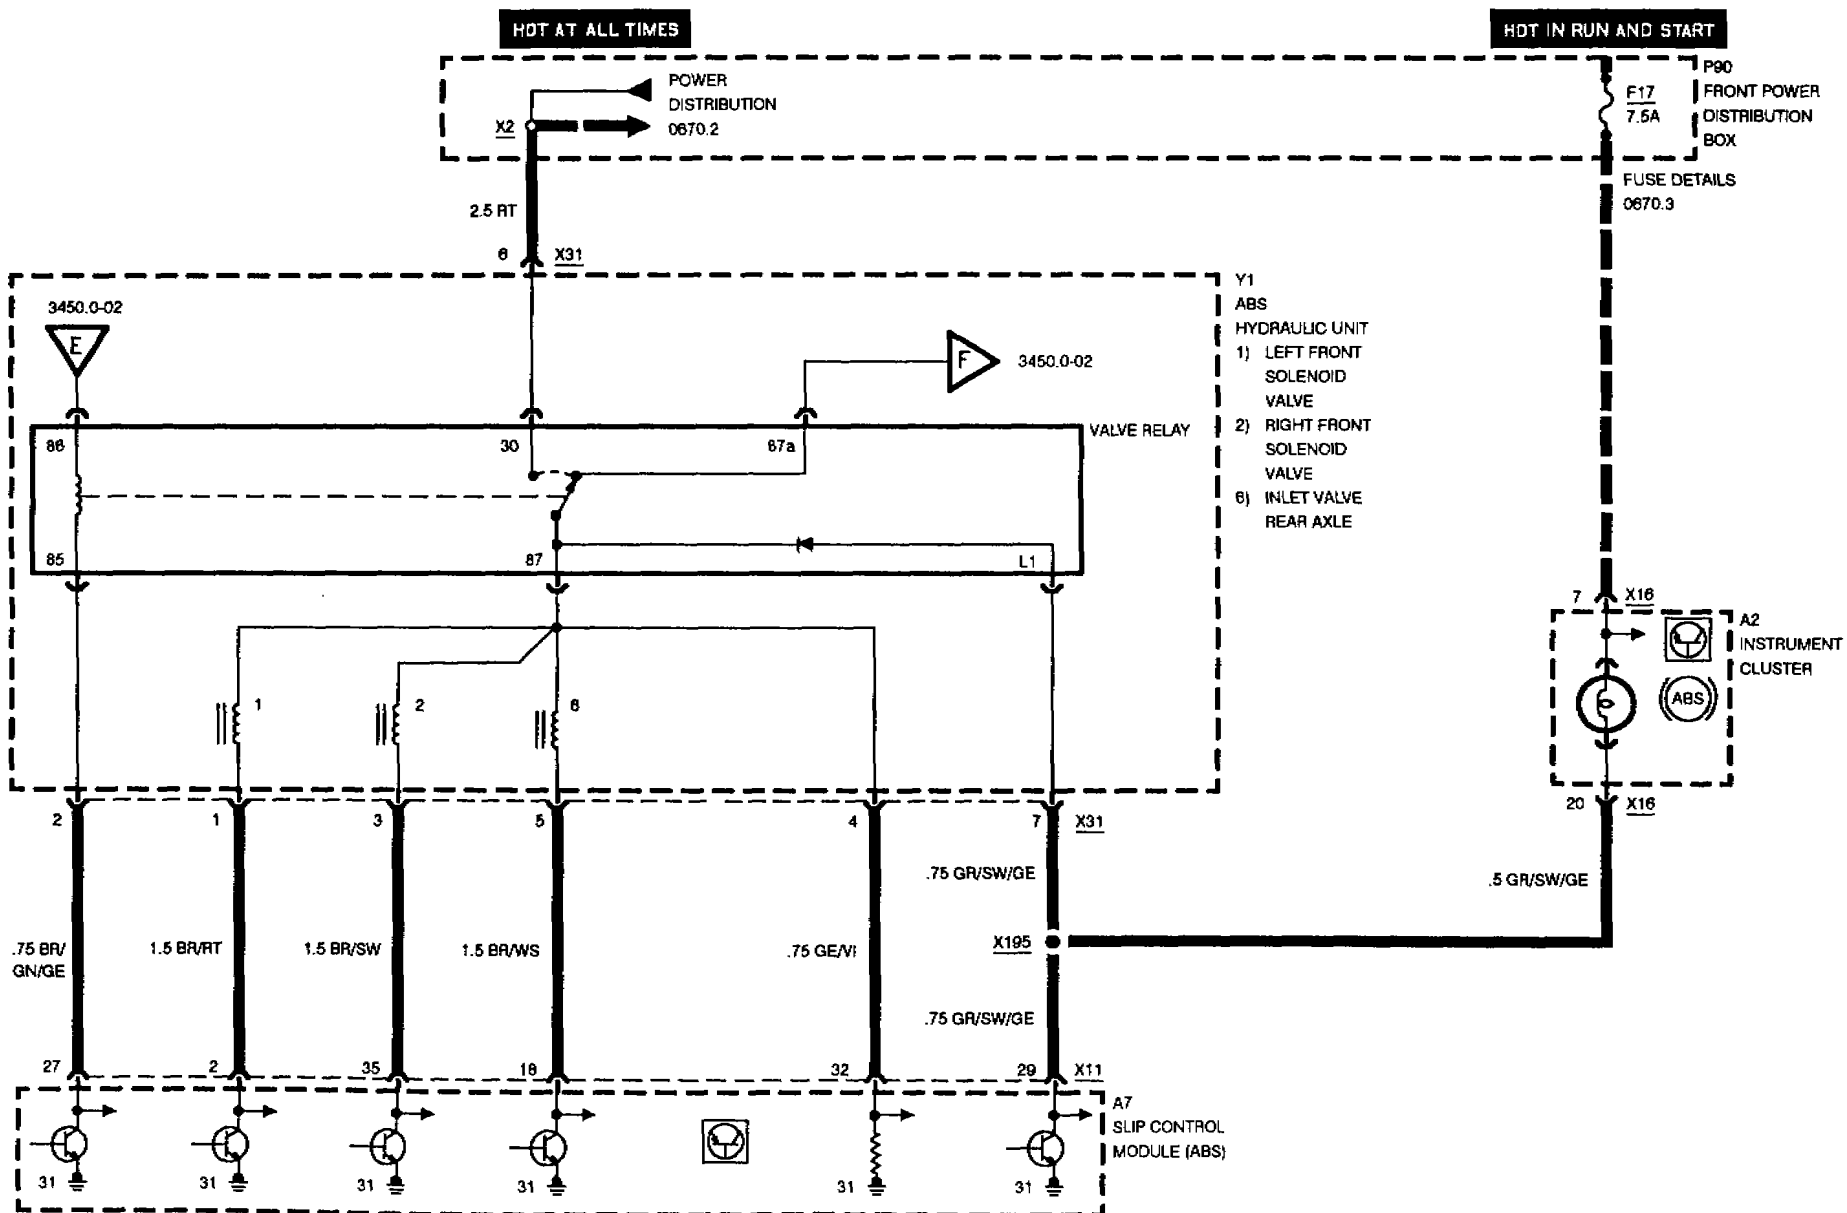 HOT AT ALL TIMES
HOT IN RUN AND START
POWER
DISTRIBUTION
0670.2
X2
F17
7.5A
P90
FRONT POWER
DISTRIBUTION
BOX
FUSE DETAILS
0670.3
2.5 RT
6
X31
3450.0-02
E
F
3450.0-02
Y1
ABS
HYDRAULIC UNIT
1) LEFT FRONT
SOLENOID
VALVE
2) RIGHT FRONT
SOLENOID
VALVE
6) INLET VALVE
REAR AXLE
VALVE RELAY
86
30
87a
85
87
L1
1
2
6
7
X16
A2
INSTRUMENT
CLUSTER
ABS
20
X16
2
1
3
5
4
7
X31
.75 GR/SW/GE
.5 GR/SW/GE
.75 BR/
GN/GE
1.5 BR/RT
1.5 BR/SW
1.5 BR/WS
.75 GE/VI
X195
.75 GR/SW/GE
27
2
35
18
32
29
X11
A7
SLIP CONTROL
MODULE (ABS)
31
31
31
31
31
31